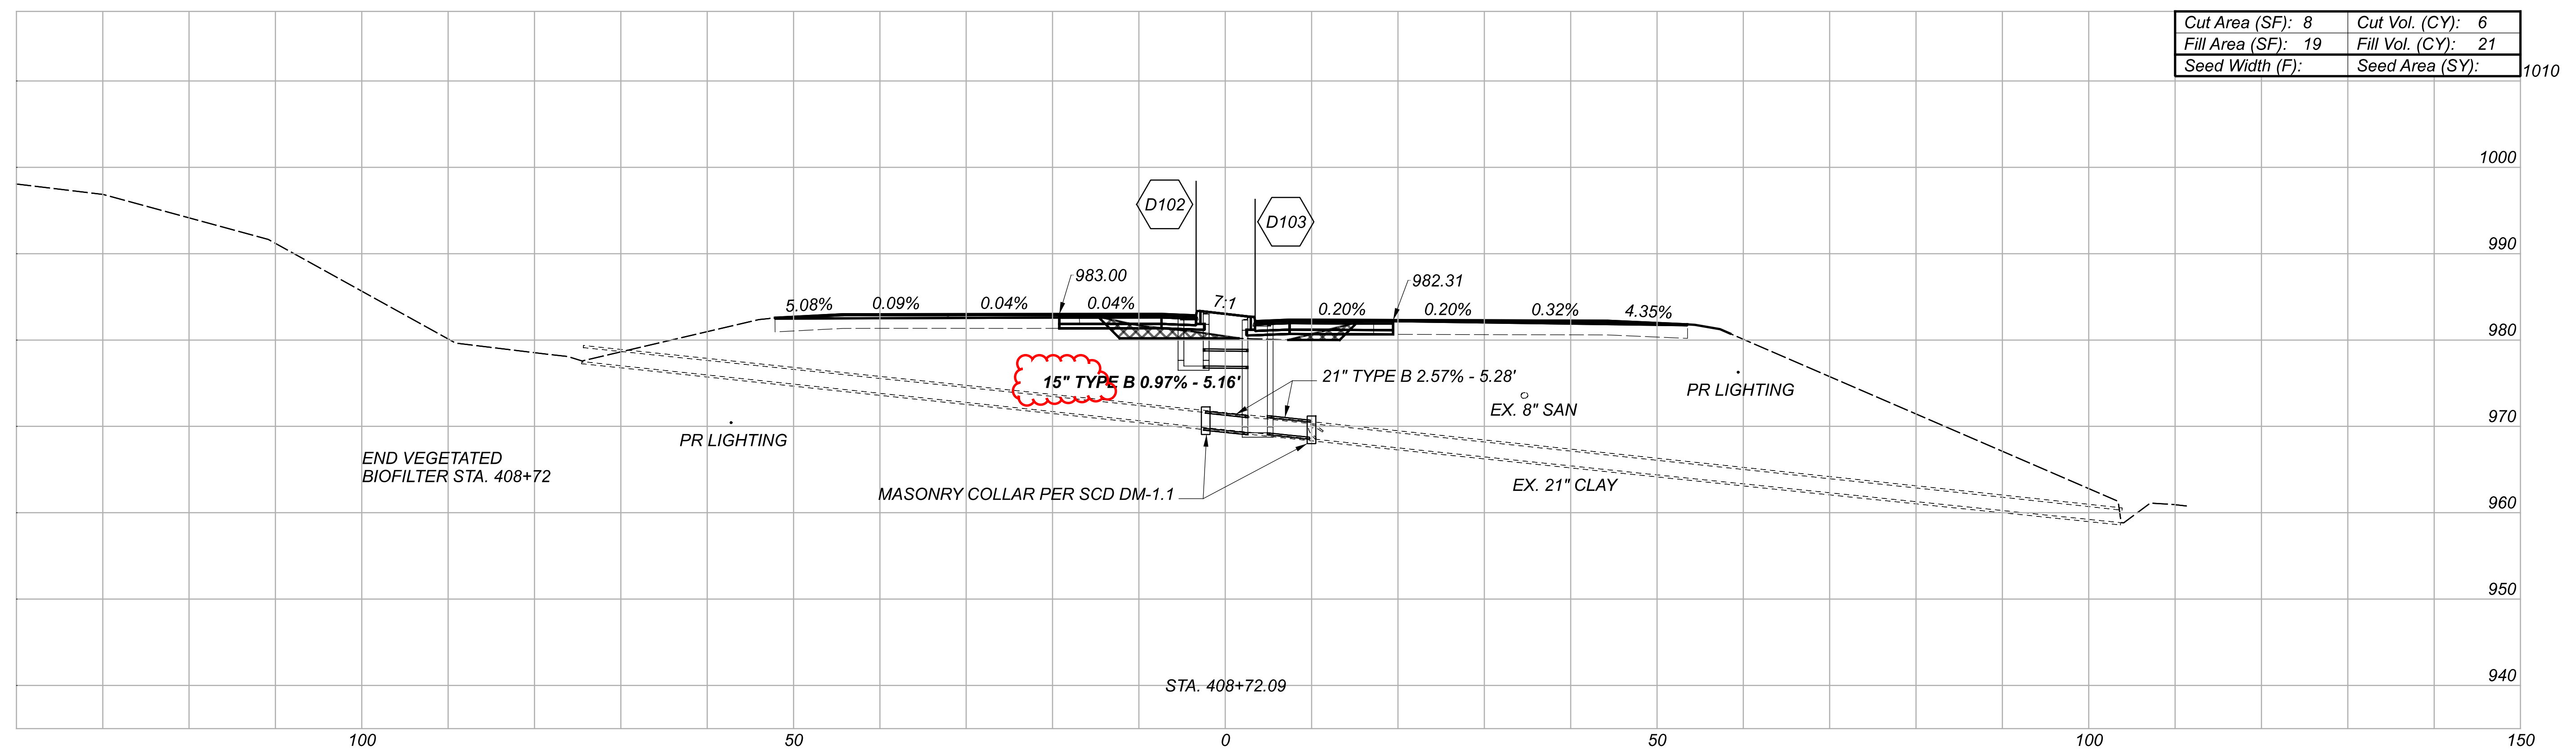 Cut Area (SF): 8 Cut Vol. (CY): 6
Fill Area (SF): 19 Fill Vol. (CY): 21
Seed Width (F): Seed Area (SY):
1010
1000
990
980
970
960
950
940
D102
D103
983.00
982.31
5.08%
0.09%
0.04%
0.04%
7:1
0.20%
0.20%
0.32%
4.35%
15" TYPE B 0.97% - 5.16'
21" TYPE B 2.57% - 5.28'
EX. 8" SAN
PR LIGHTING
PR LIGHTING
END VEGETATED
BIOFILTER STA. 408+72
MASONRY COLLAR PER SCD DM-1.1
EX. 21" CLAY
STA. 408+72.09
100
50
0
50
100
150